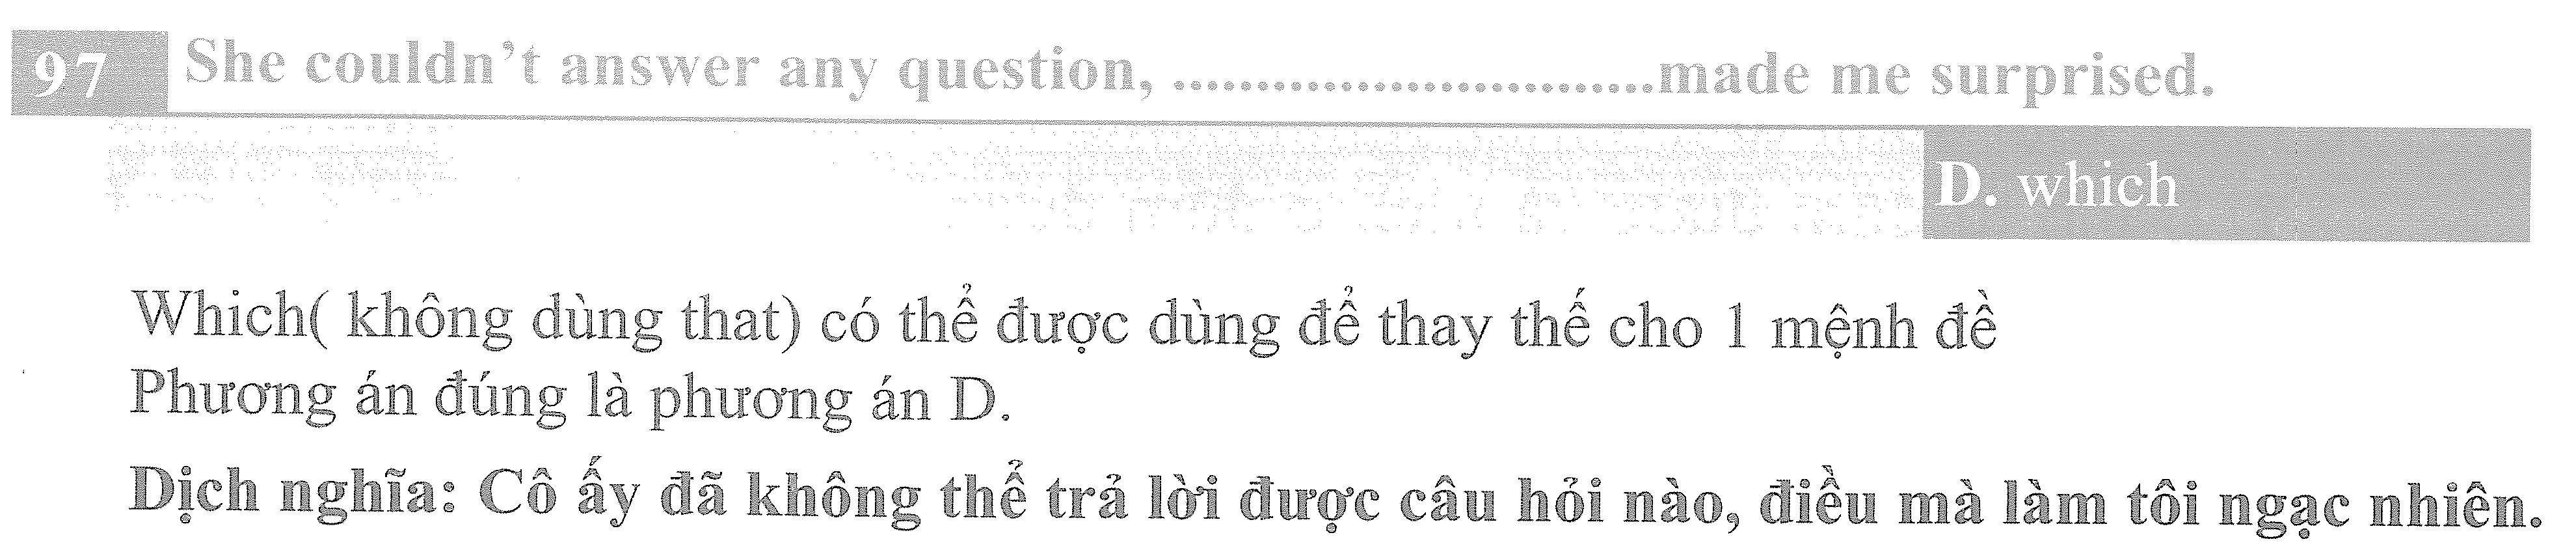 97 She couldn't answer any question, ..............................made me surprised.
D. which
Which( không dùng that) có thể được dùng để thay thế cho 1 mệnh đề
Phương án đúng là phương án D.
Dịch nghĩa: Cô ấy đã không thể trả lời được câu hỏi nào, điều mà làm tôi ngạc nhiên.